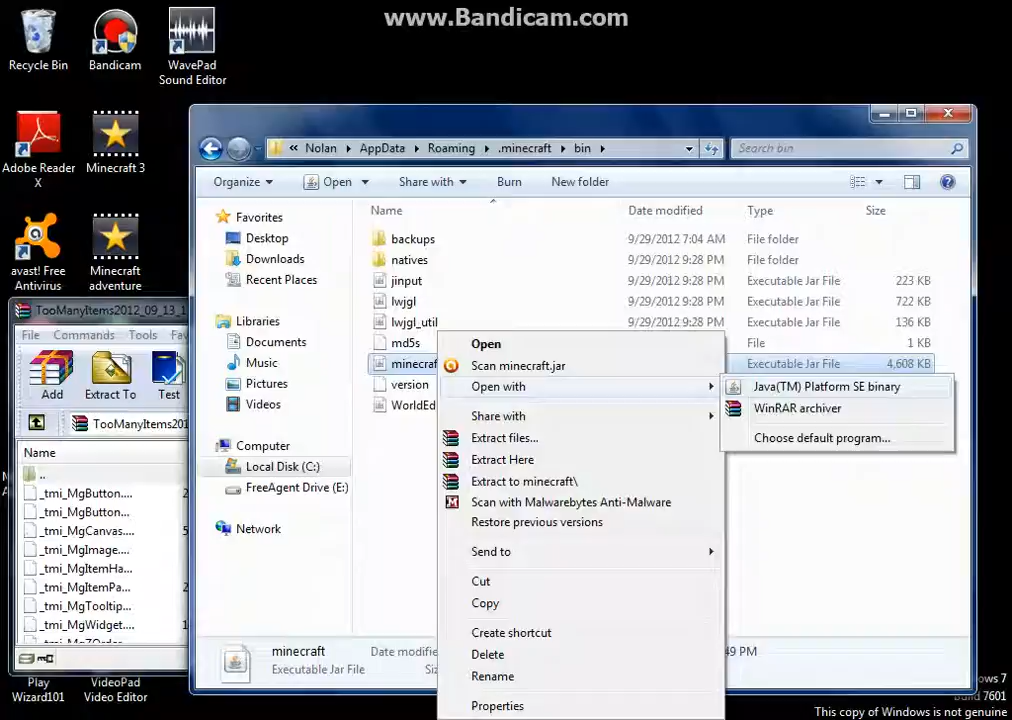 www.Bandicam.com
Recycle Bin
Bandicam
WavePad
Sound Editor
Adobe Reader
X
Minecraft 3
avast! Free
Antivirus
Minecraft
adventure
« Nolan AppData Roaming .minecraft bin
Search bin
Organize Open Share with Burn New folder
Favorites
Desktop
Downloads
Recent Places
Libraries
Documents
Music
Pictures
Videos
Computer
Local Disk (C:)
FreeAgent Drive (E:)
Network
Name Date modified Type Size
backups 9/29/2012 7:04 AM File folder
natives 9/29/2012 9:28 PM File folder
jinput 9/29/2012 9:28 PM Executable Jar File 223 KB
lwjgl 9/29/2012 9:28 PM Executable Jar File 722 KB
lwjgl_util 9/29/2012 9:28 PM Executable Jar File 136 KB
md5s File 1 KB
minecraf Executable Jar File 4,608 KB
version
WorldEd
Open
Scan minecraft.jar
Open with
Share with
Extract files...
Extract Here
Extract to minecraft\
Scan with Malwarebytes Anti-Malware
Restore previous versions
Send to
Cut
Copy
Create shortcut
Delete
Rename
Properties
Java(TM) Platform SE binary
WinRAR archiver
Choose default program...
TooManyItems2012_09_13_1
File Commands Tools Fav
Add Extract To Test
TooManyItems201
Name
..
_tmi_MgButton.... 2
_tmi_MgButton....
_tmi_MgCanvas.... 5
_tmi_MgImage....
_tmi_MgItemHa...
_tmi_MgItemPa... 2
_tmi_MgTooltip...
_tmi_MgWidget....
minecraft Date modifie 49 PM
Executable Jar File
Play
Wizard101
VideoPad
Video Editor
ows 7
Build 7601
This copy of Windows is not genuine